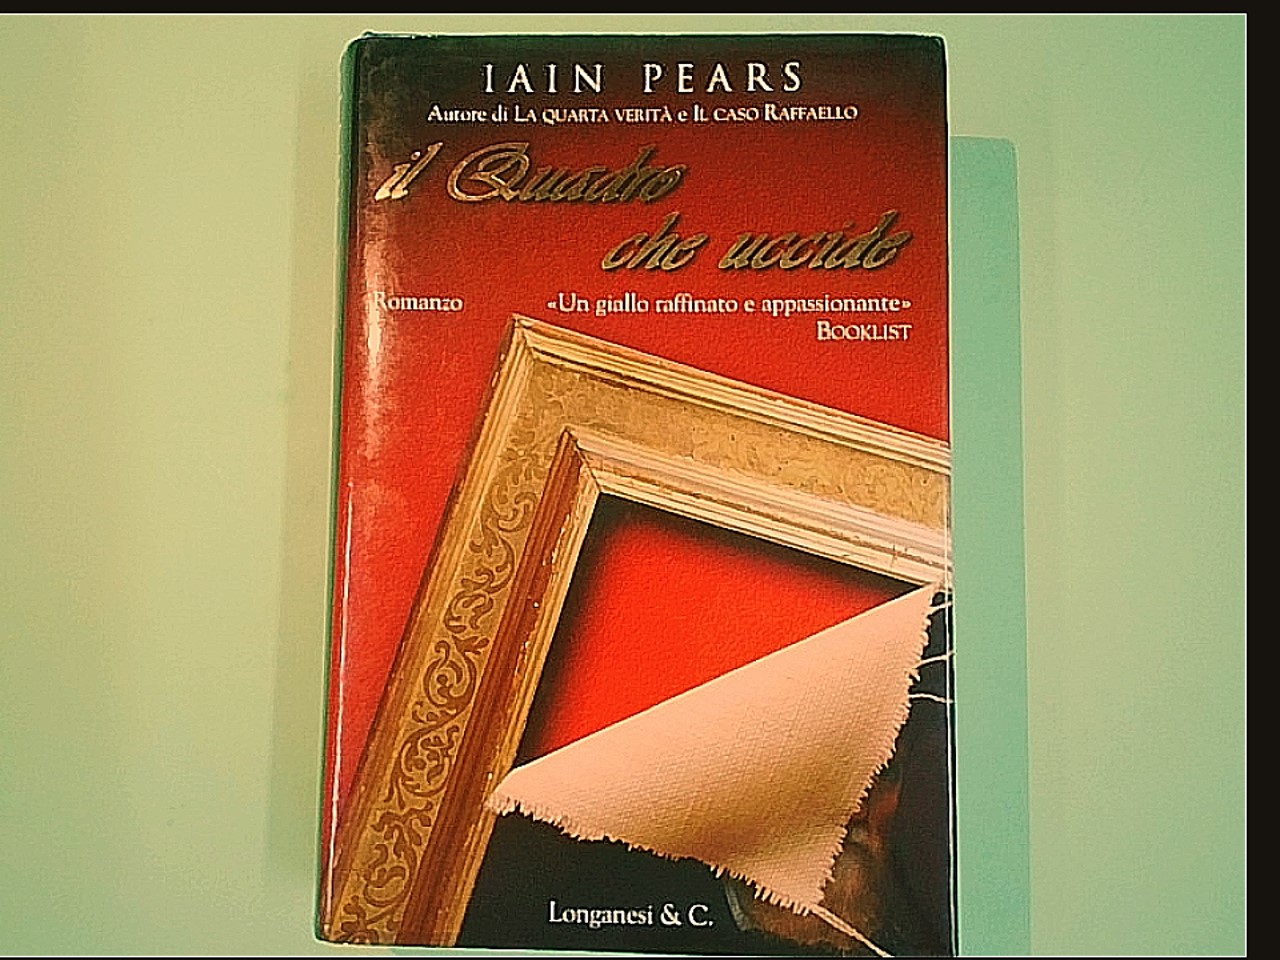 IAIN PEARS
Autore di LA QUARTA VERITÀ e IL CASO RAFFAELLO
il Quadro
che uccide
Romanzo
«Un giallo raffinato e appassionante»
BOOKLIST
Longanesi & C.